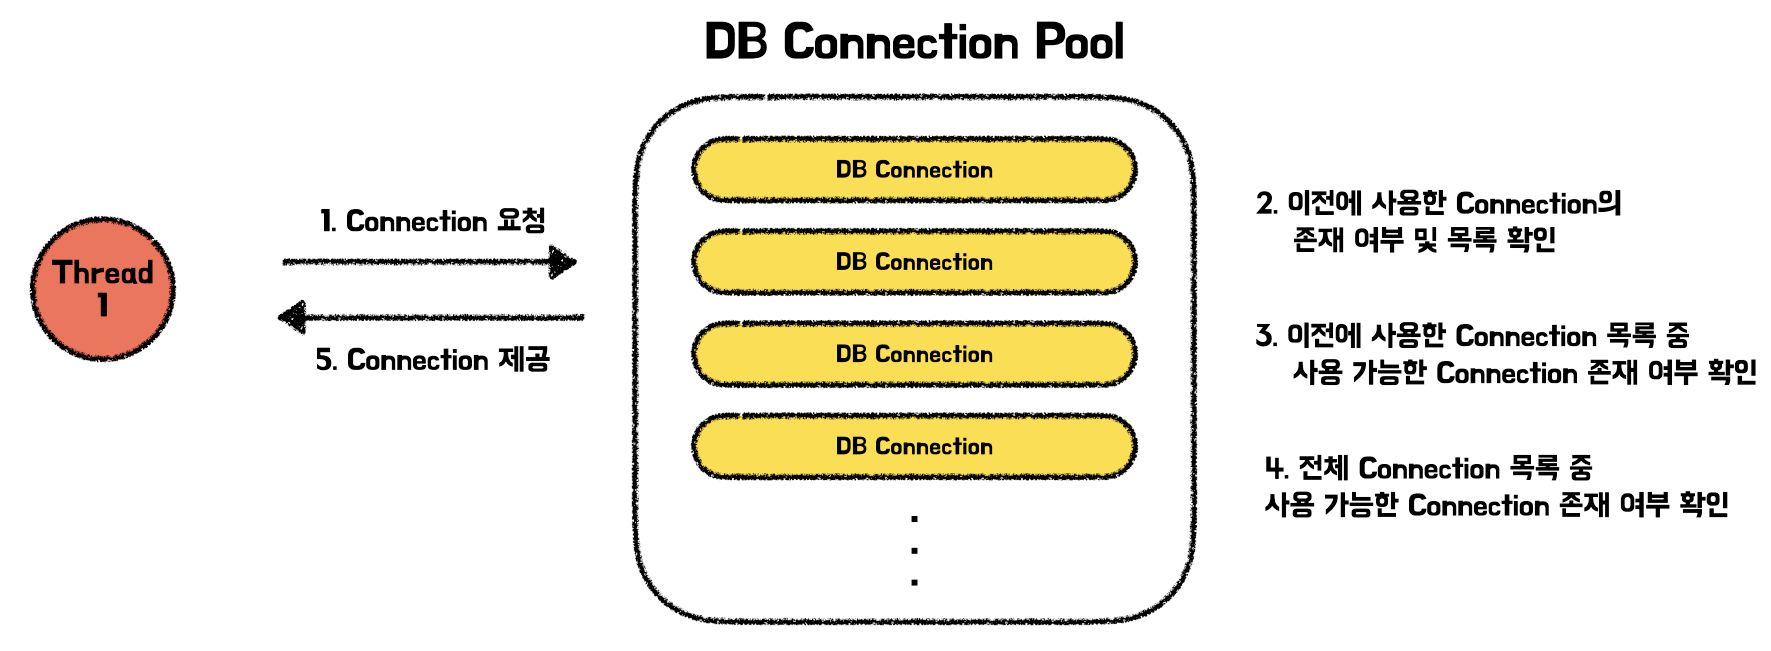 DB Connection Pool
Thread
1
1. Connection 요청
5. Connection 제공
DB Connection
DB Connection
DB Connection
DB Connection
2. 이전에 사용한 Connection의
존재 여부 및 목록 확인
3. 이전에 사용한 Connection 목록 중
사용 가능한 Connection 존재 여부 확인
4. 전체 Connection 목록 중
사용 가능한 Connection 존재 여부 확인